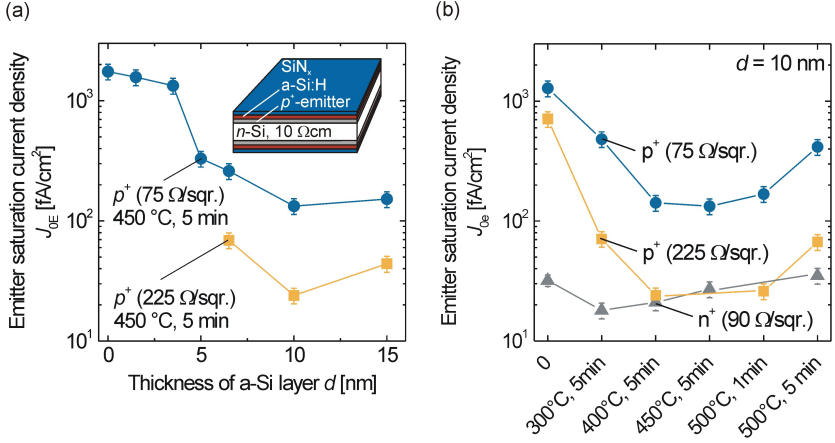 (a)
Emitter saturation current density
J0E [fA/cm²]
10³
10²
10¹
SiNx
a-Si:H
p⁺-emitter
n-Si, 10 Ωcm
p⁺ (75 Ω/sqr.)
450 °C, 5 min
p⁺ (225 Ω/sqr.)
450 °C, 5 min
0 5 10 15
Thickness of a-Si layer d [nm]
(b)
Emitter saturation current density
J0e [fA/cm²]
10³
10²
10¹
d = 10 nm
p⁺ (75 Ω/sqr.)
p⁺ (225 Ω/sqr.)
n⁺ (90 Ω/sqr.)
0
300°C, 5min
400°C, 5min
450°C, 5min
500°C, 1min
500°C, 5 min